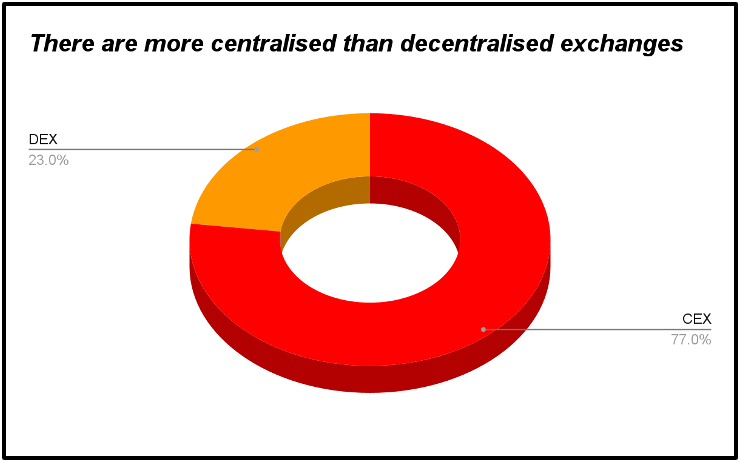 There are more centralised than decentralised exchanges
DEX
23.0%
CEX
77.0%